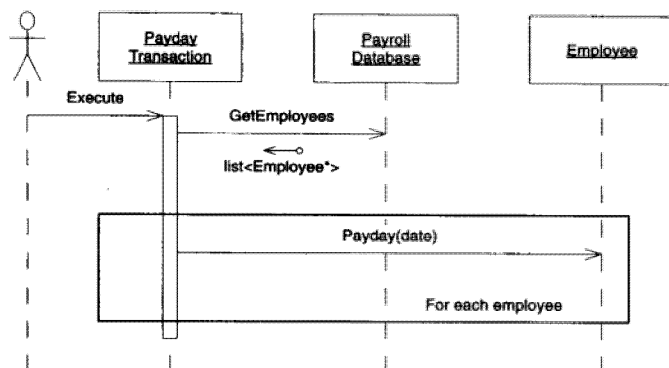 Payday
Transaction
Payroll
Database
Employee
Execute
GetEmployees
list<Employee*>
Payday(date)
For each employee